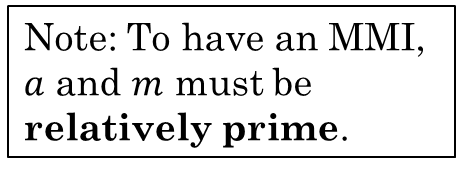 Note: To have an MMI,
a and m must be
relatively prime.